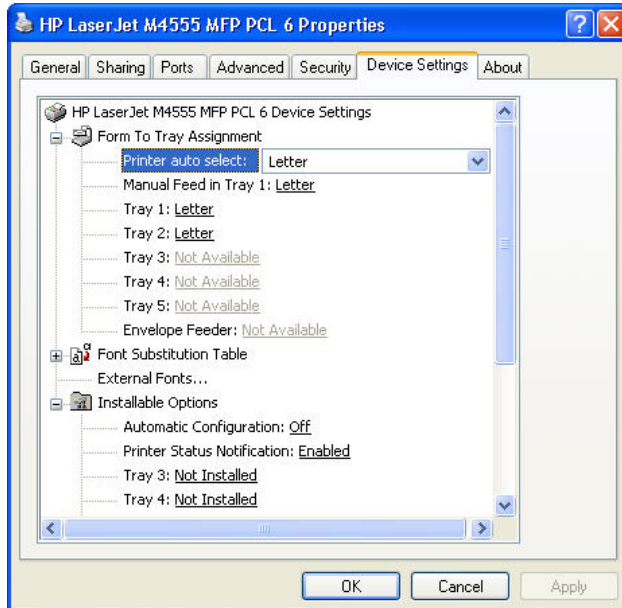 HP LaserJet M4555 MFP PCL 6 Properties
General Sharing Ports Advanced Security Device Settings About
HP LaserJet M4555 MFP PCL 6 Device Settings
Form To Tray Assignment
Printer auto select: Letter
Manual Feed in Tray 1: Letter
Tray 1: Letter
Tray 2: Letter
Tray 3: Not Available
Tray 4: Not Available
Tray 5: Not Available
Envelope Feeder: Not Available
Font Substitution Table
External Fonts...
Installable Options
Automatic Configuration: Off
Printer Status Notification: Enabled
Tray 3: Not Installed
Tray 4: Not Installed
OK Cancel Apply